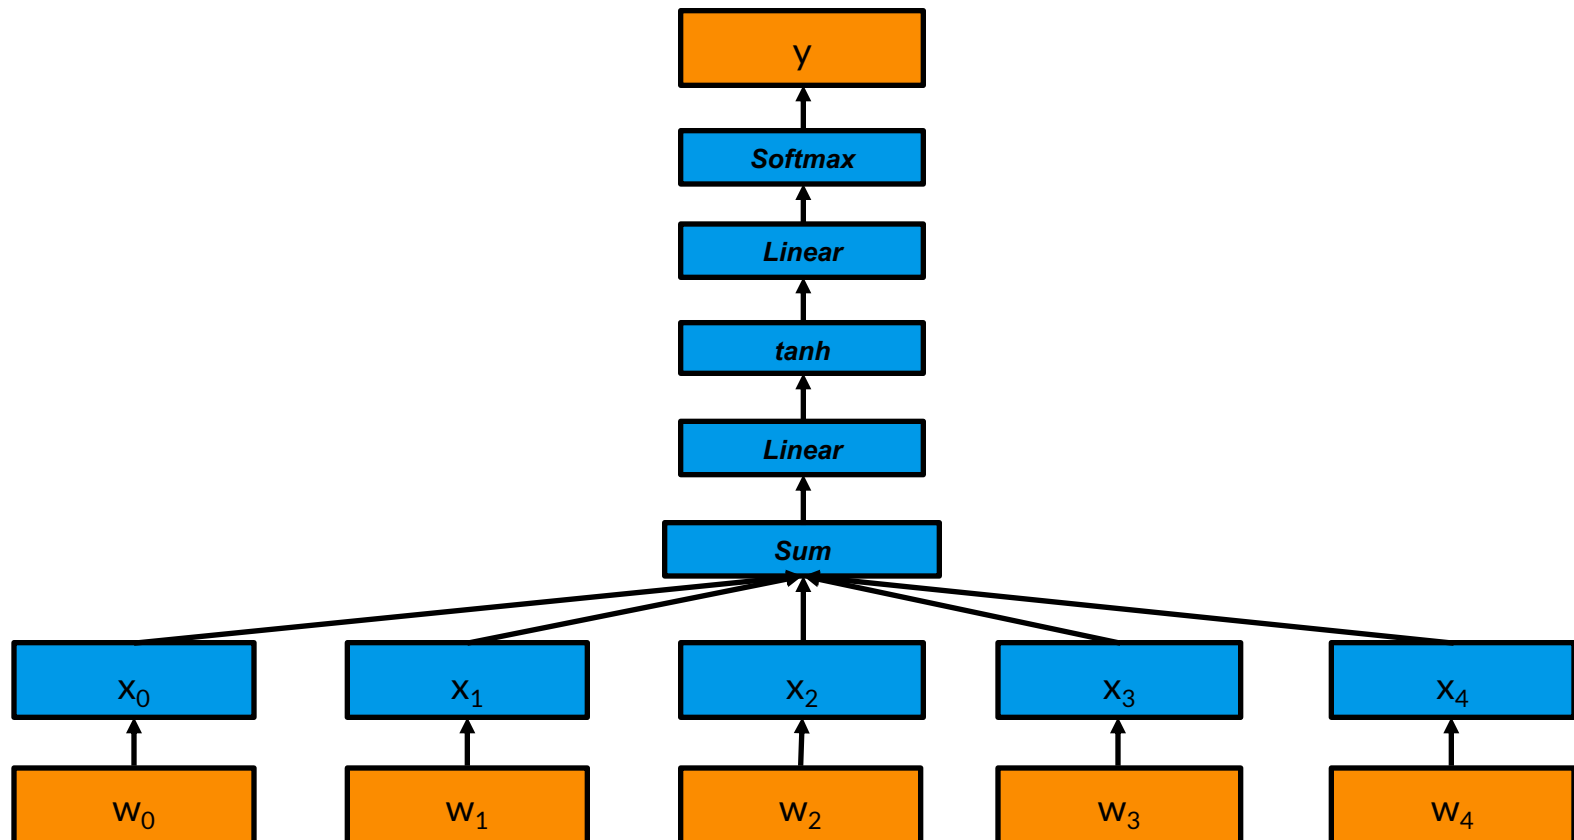 y
Softmax
Linear
tanh
Linear
Sum
x₀ x₁ x₂ x₃ x₄
w₀ w₁ w₂ w₃ w₄